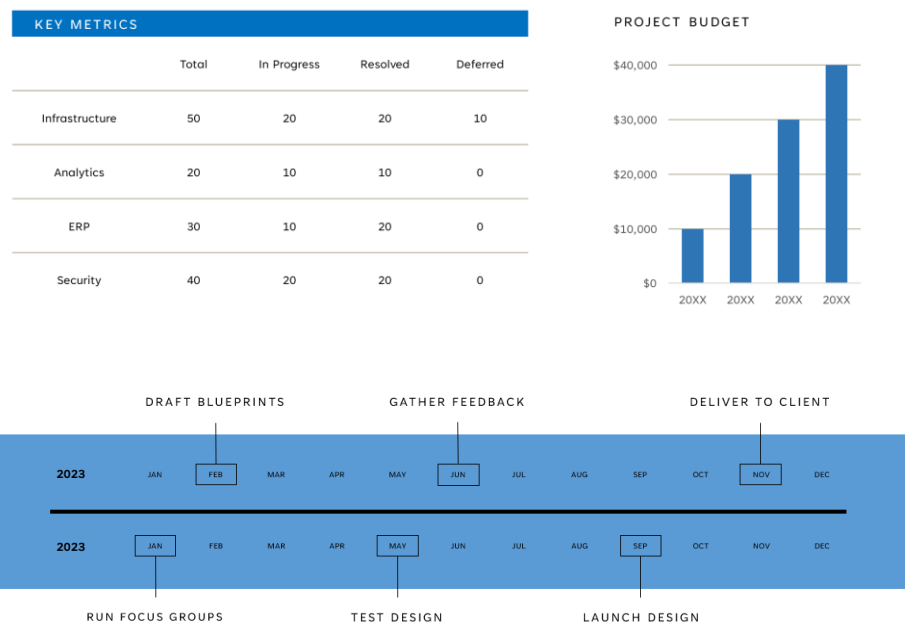 KEY METRICS
Total In Progress Resolved Deferred
Infrastructure 50 20 20 10
Analytics 20 10 10 0
ERP 30 10 20 0
Security 40 20 20 0
PROJECT BUDGET
$40,000
$30,000
$20,000
$10,000
$0
20XX 20XX 20XX 20XX
DRAFT BLUEPRINTS GATHER FEEDBACK DELIVER TO CLIENT
2023 JAN FEB MAR APR MAY JUN JUL AUG SEP OCT NOV DEC
2023 JAN FEB MAR APR MAY JUN JUL AUG SEP OCT NOV DEC
RUN FOCUS GROUPS TEST DESIGN LAUNCH DESIGN